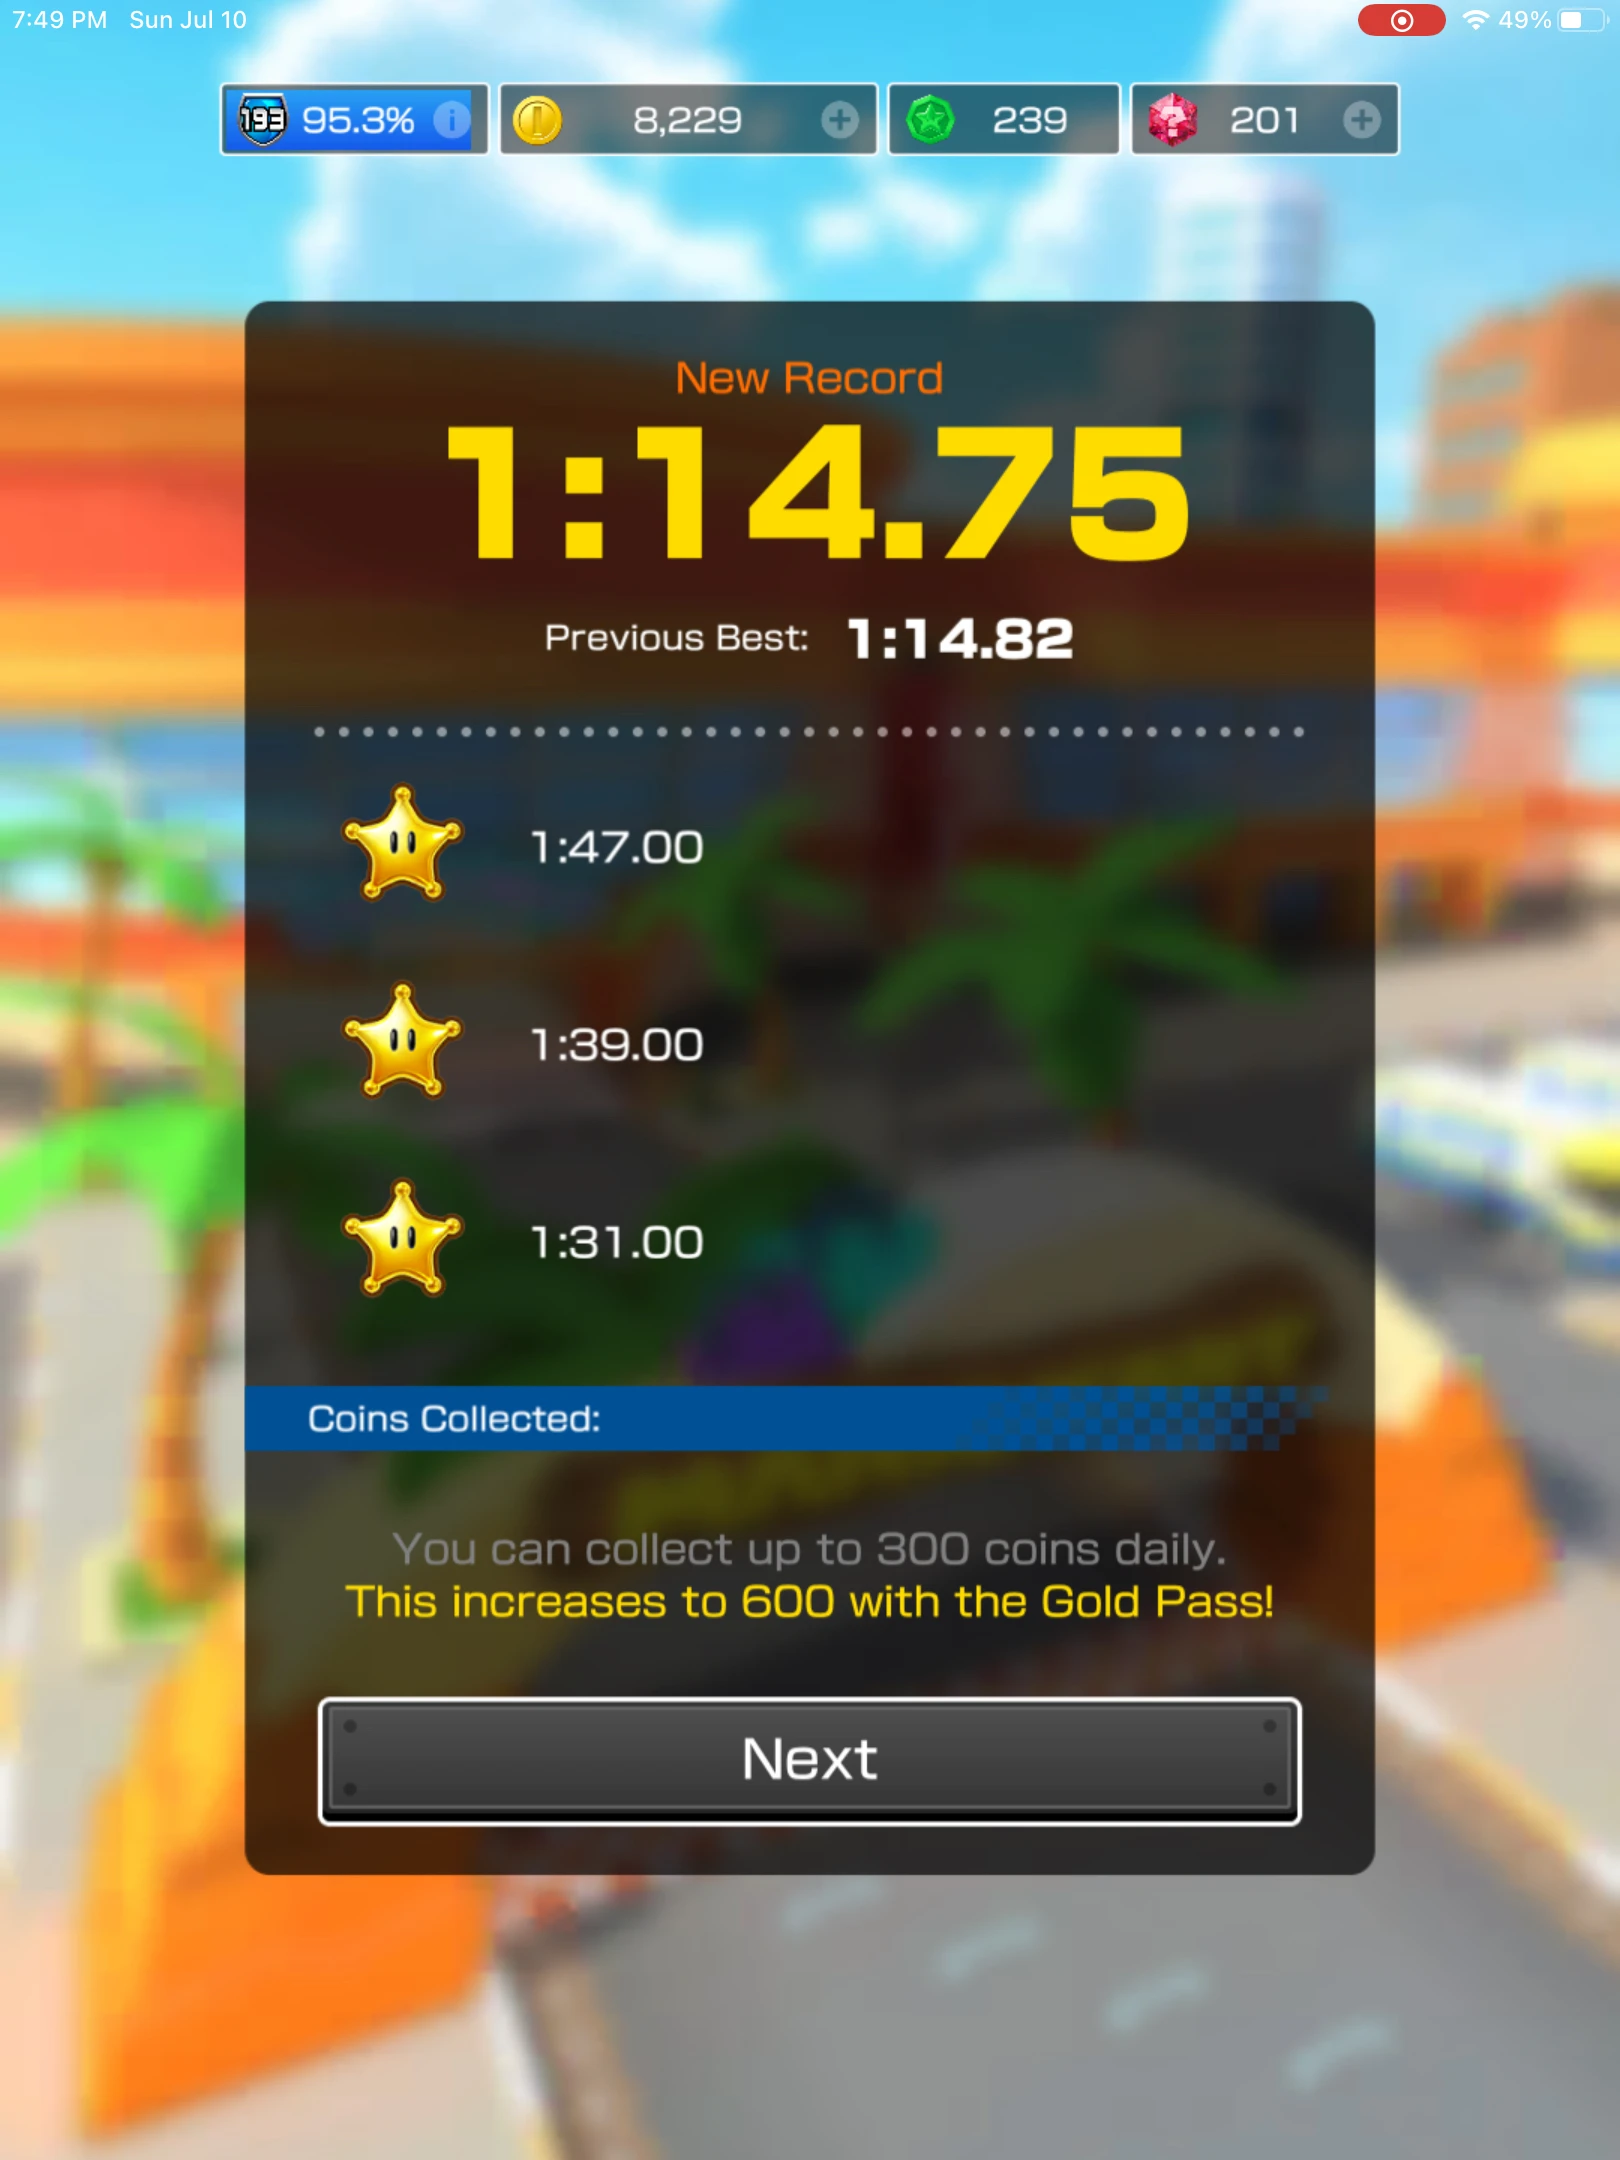 7:49 PM Sun Jul 10 49%
193 95.3% i 8,229 239 ? 201
New Record
1:14.75
Previous Best: 1:14.82
1:47.00
1:39.00
1:31.00
Coins Collected:
You can collect up to 300 coins daily.
This increases to 600 with the Gold Pass!
Next